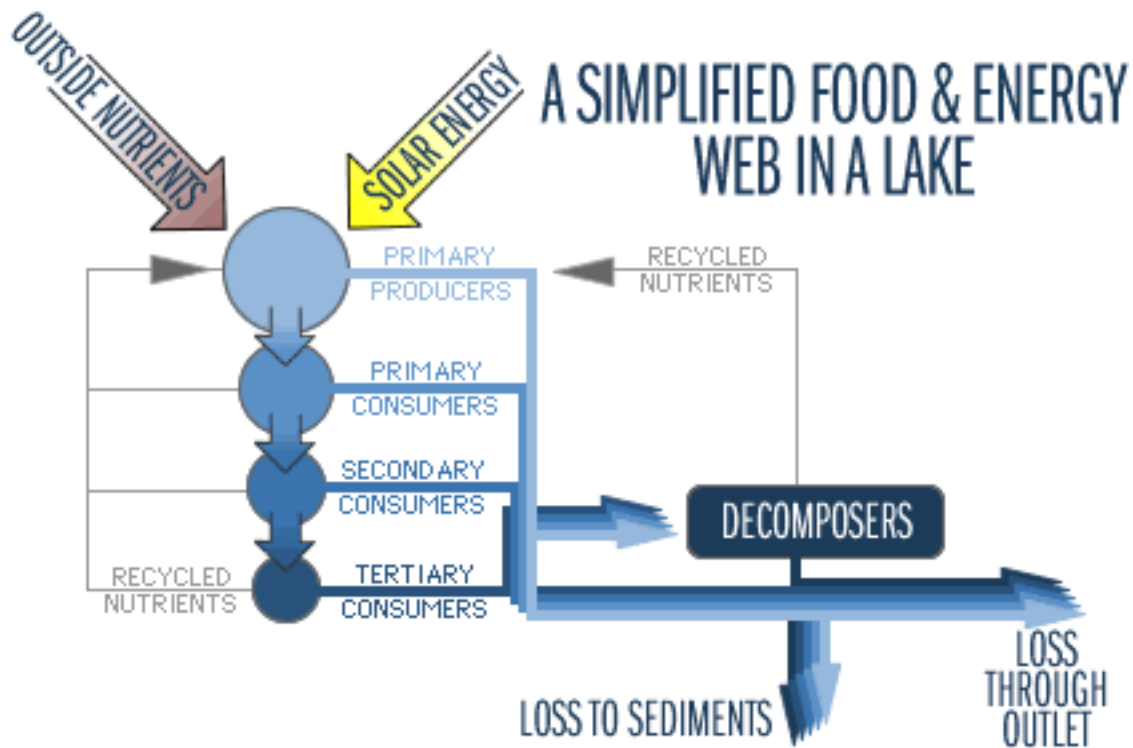 OUTSIDE NUTRIENTS
SOLAR ENERGY
A SIMPLIFIED FOOD & ENERGY
WEB IN A LAKE
PRIMARY
PRODUCERS
RECYCLED
NUTRIENTS
PRIMARY
CONSUMERS
SECONDARY
CONSUMERS
DECOMPOSERS
RECYCLED
NUTRIENTS
TERTIARY
CONSUMERS
LOSS
THROUGH
OUTLET
LOSS TO SEDIMENTS